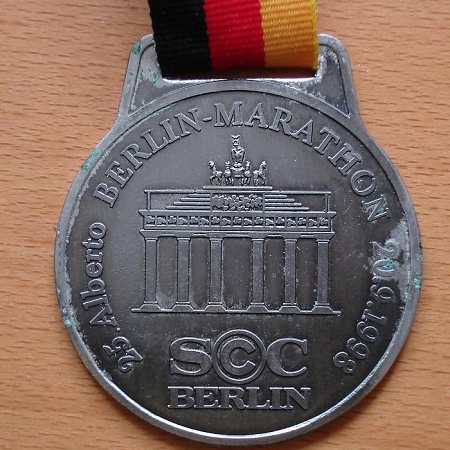 25. Alberto BERLIN-MARATHON 20.9.1998
SCC
BERLIN